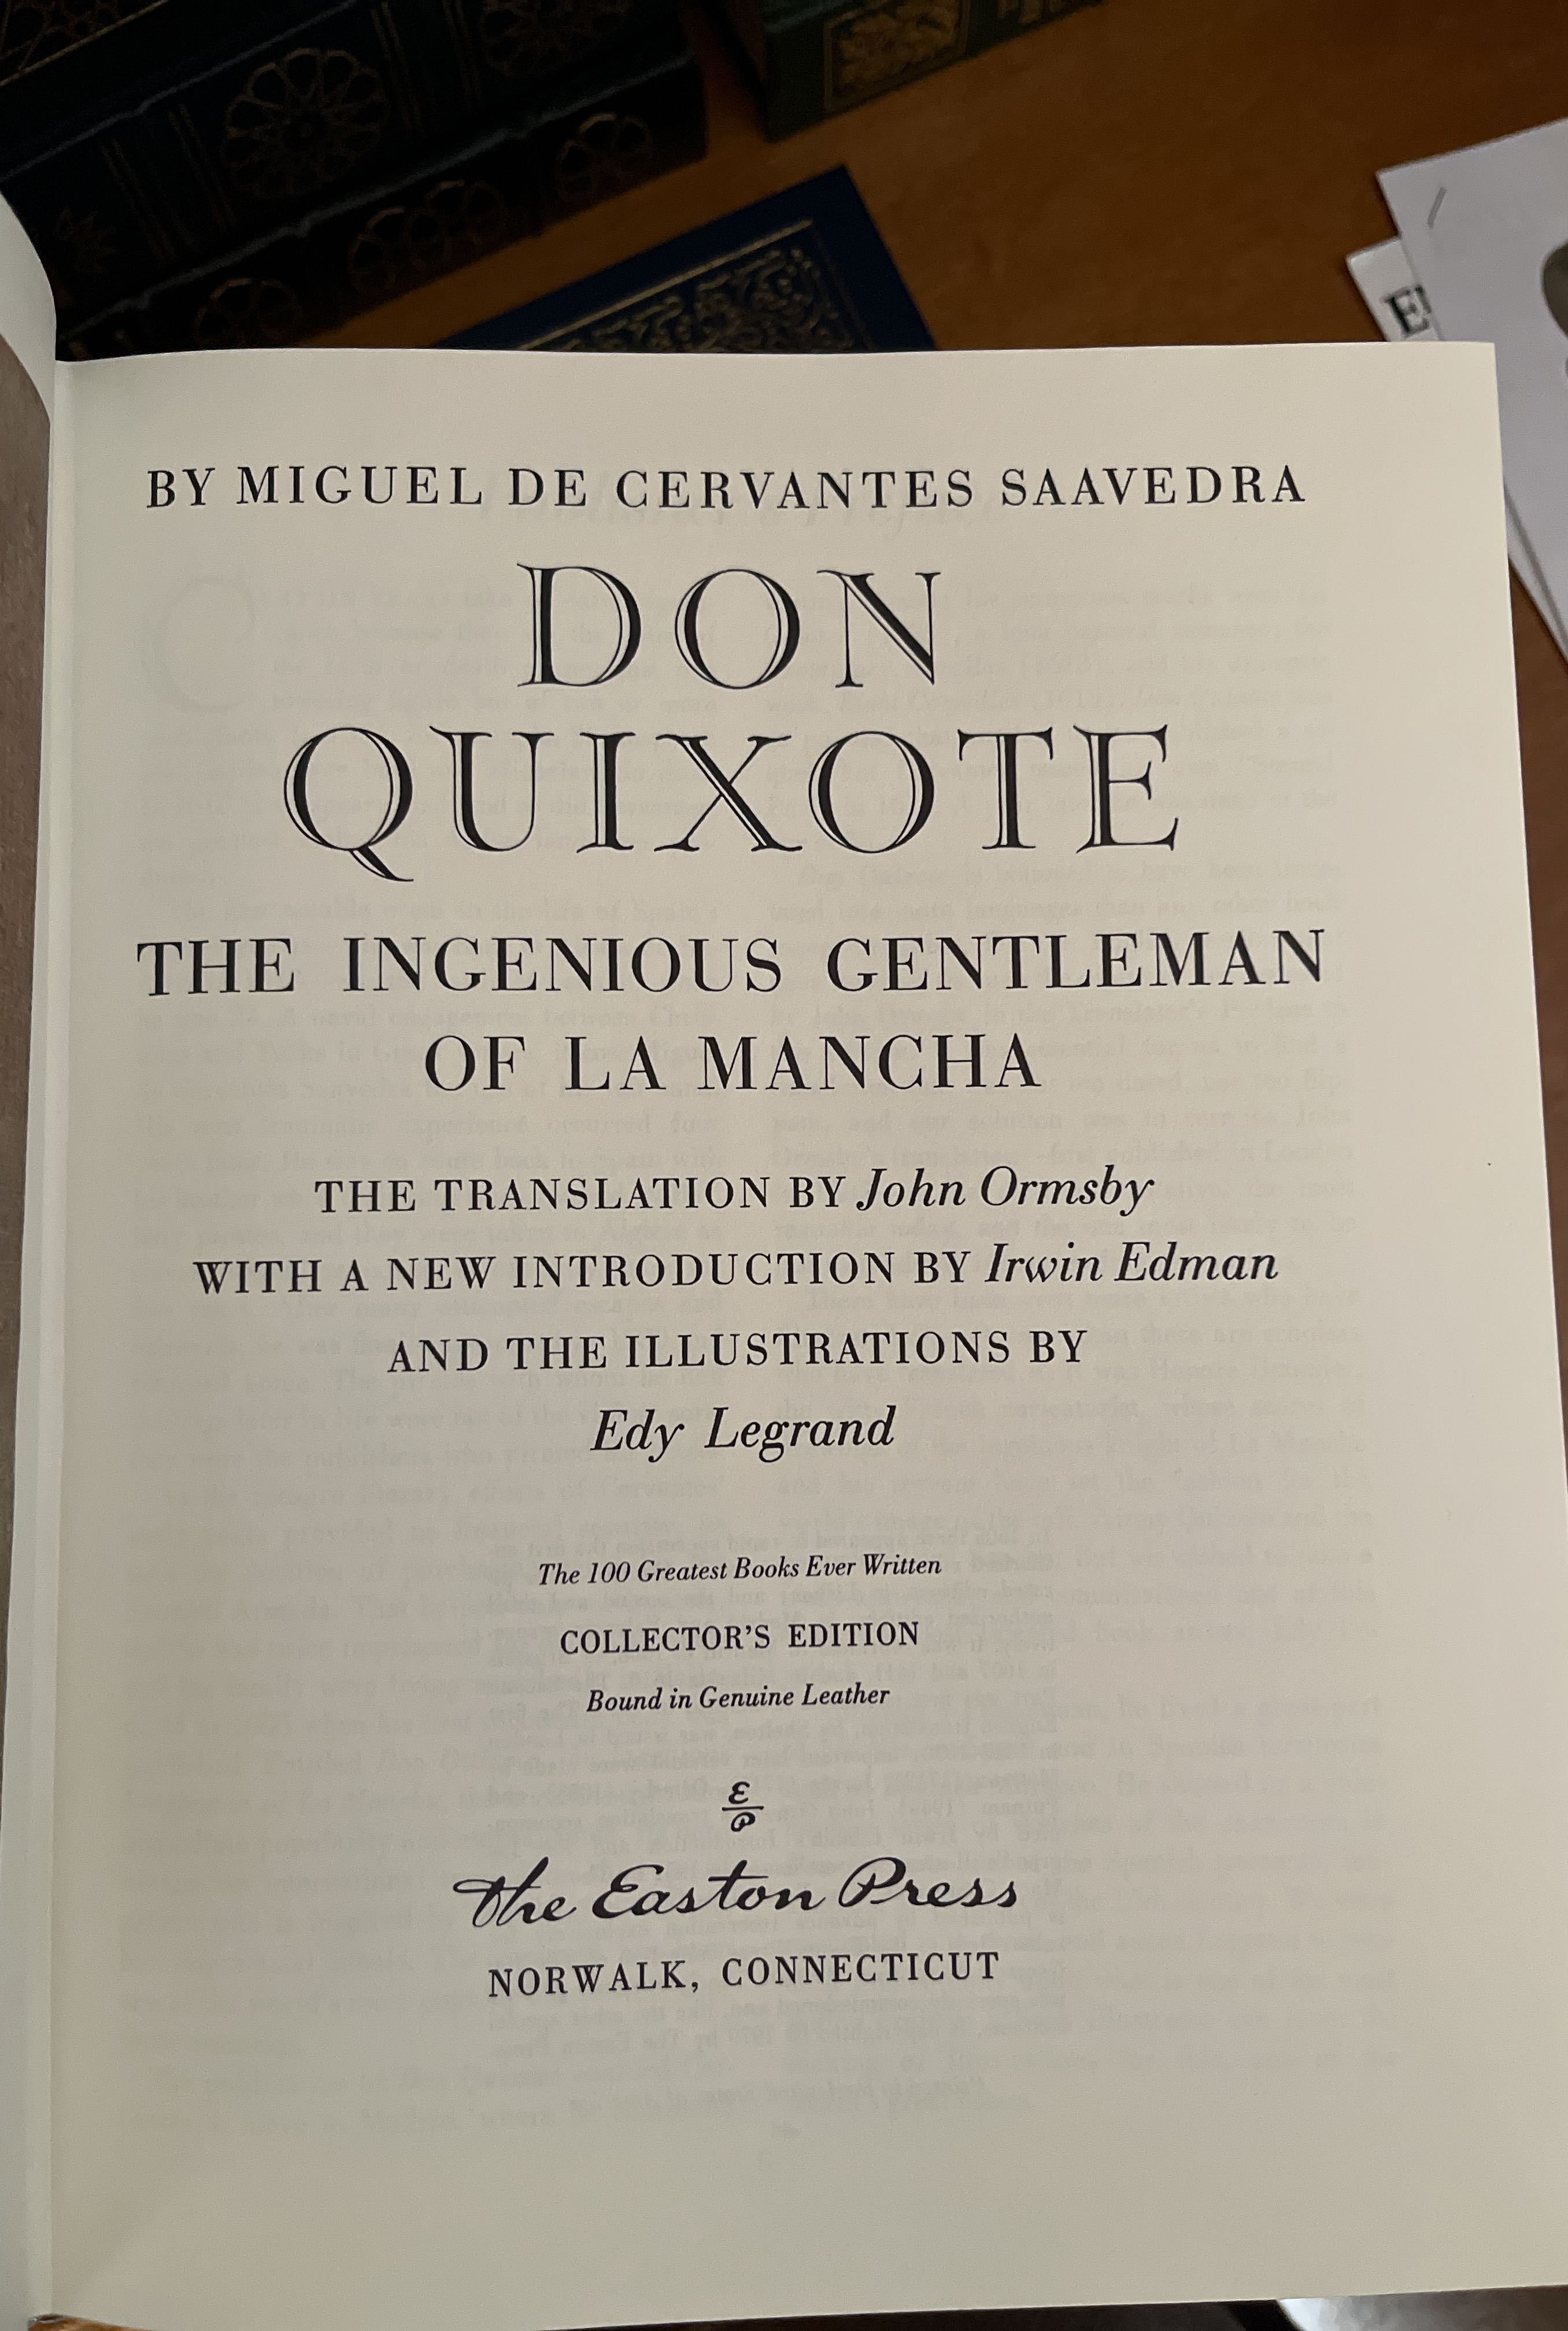 BY MIGUEL DE CERVANTES SAAVEDRA
DON
QUIXOTE
THE INGENIOUS GENTLEMAN
OF LA MANCHA
THE TRANSLATION BY John Ormsby
WITH A NEW INTRODUCTION BY Irwin Edman
AND THE ILLUSTRATIONS BY
Edy Legrand
The 100 Greatest Books Ever Written
COLLECTOR'S EDITION
Bound in Genuine Leather
E
P
The Easton Press
NORWALK, CONNECTICUT